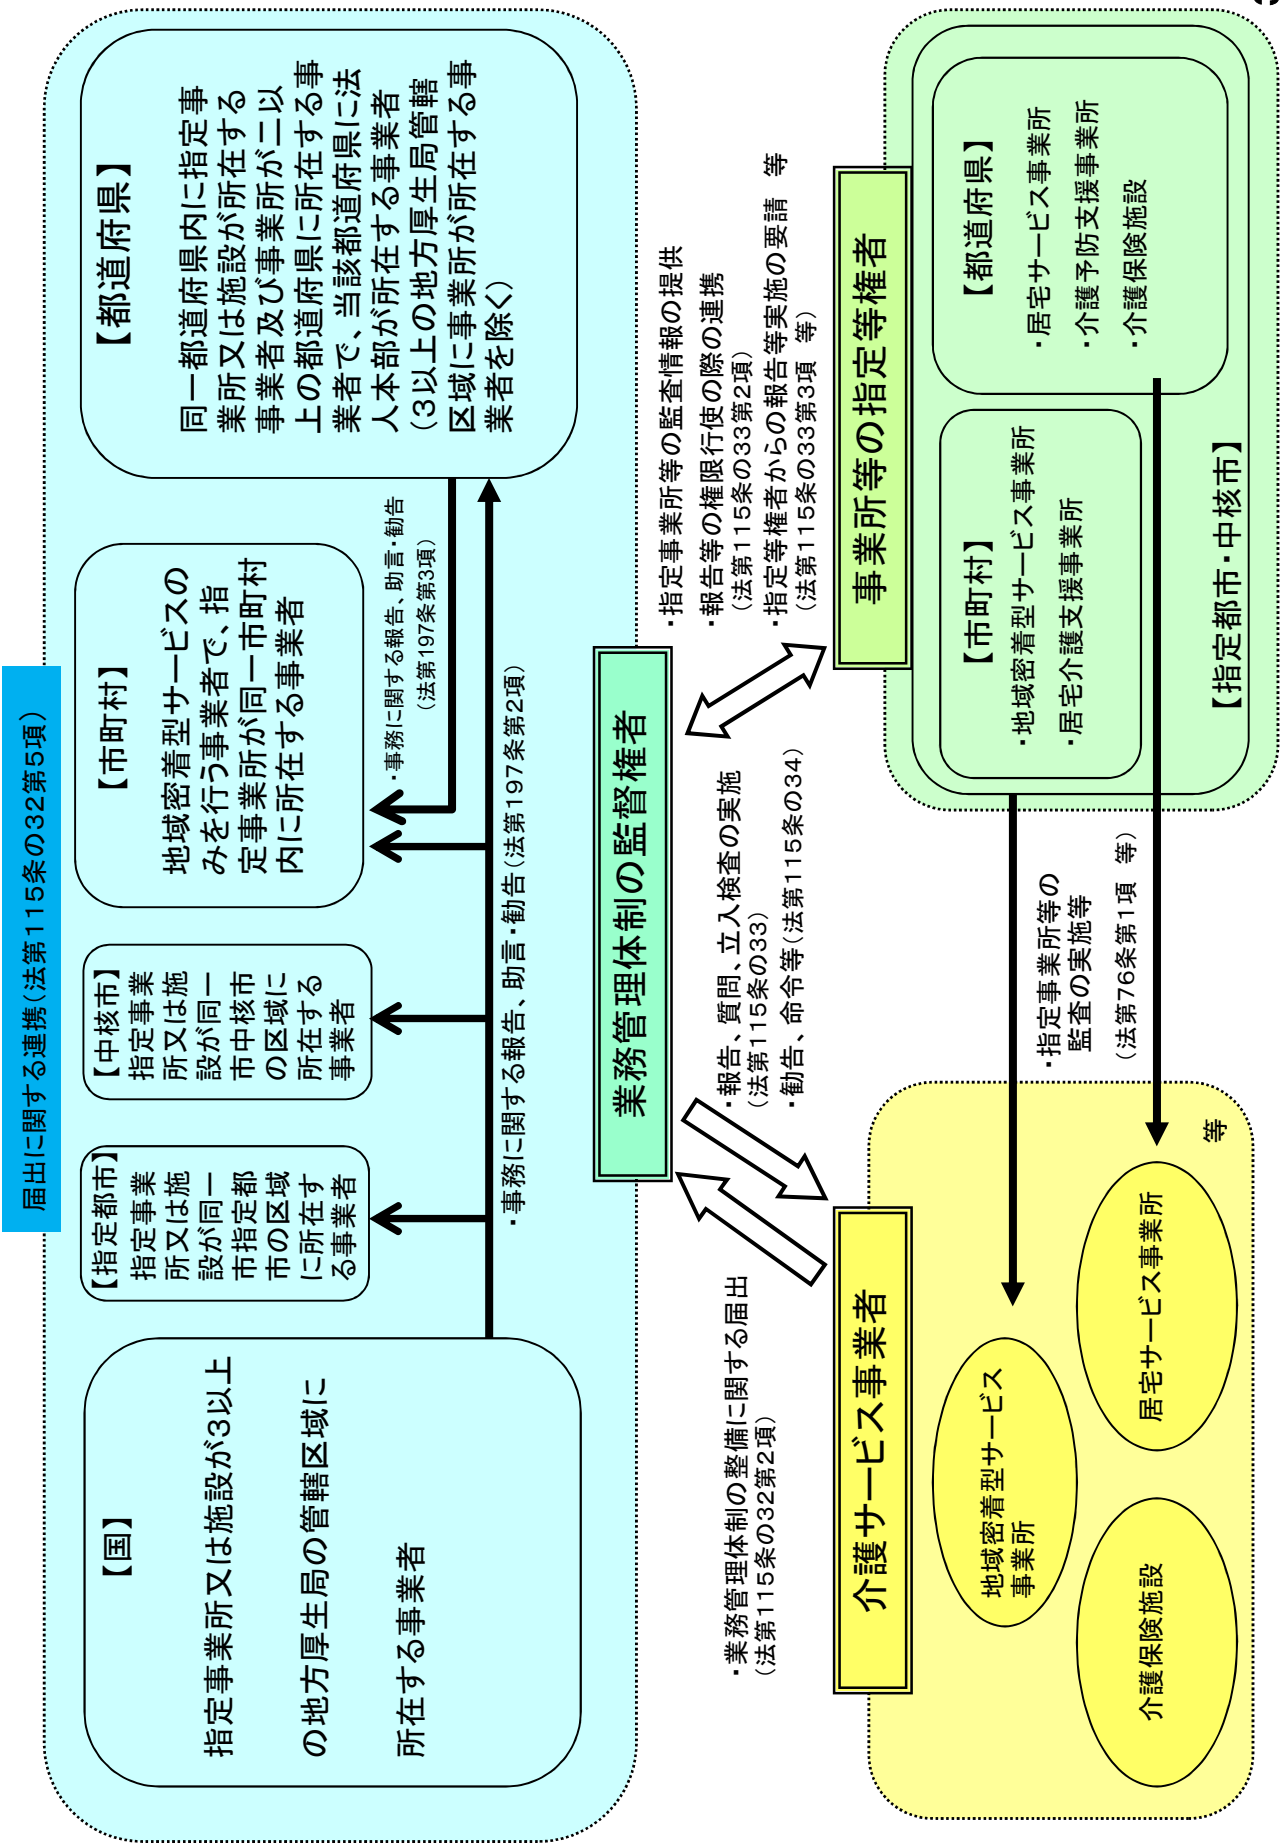 届出に関する連携(法第115条の32第5項)
【国】
指定事業所又は施設が3以上
の地方厚生局の管轄区域に
所在する事業者
【指定都市】
指定事業
所又は施
設が同一
市指定都
市の区域
に所在す
る事業者
【中核市】
指定事業
所又は施
設が同一
市中核市
の区域に
所在する
事業者
【市町村】
地域密着型サービスの
みを行う事業者で、指
定事業所が同一市町村
内に所在する事業者
【都道府県】
同一都道府県内に指定事
業所又は施設が所在する
事業者及び事業所が二以
上の都道府県に所在する事
業者で、当該都道府県に法
人本部が所在する事業者
(3以上の地方厚生局管轄
区域に事業所が所在する事
業者を除く)
・事務に関する報告、助言・勧告
(法第197条第3項)
・事務に関する報告、助言・勧告(法第197条第2項)
業務管理体制の監督権者
・業務管理体制の整備に関する届出
(法第115条の32第2項)
・報告、質問、立入検査の実施
(法第115条の33)
・勧告、命令等(法第115条の34)
・指定事業所等の監査情報の提供
・報告等の権限行使の際の連携
(法第115条の33第2項)
・指定等権者からの報告等実施の要請 等
(法第115条の33第3項 等)
介護サービス事業者
地域密着型サービス
事業所
居宅サービス事業所
介護保険施設
等
・指定事業所等の
監査の実施等
(法第76条第1項 等)
事業所等の指定等権者
【市町村】
・地域密着型サービス事業所
・居宅介護支援事業所
【都道府県】
・居宅サービス事業所
・介護予防支援事業所
・介護保険施設
【指定都市・中核市】